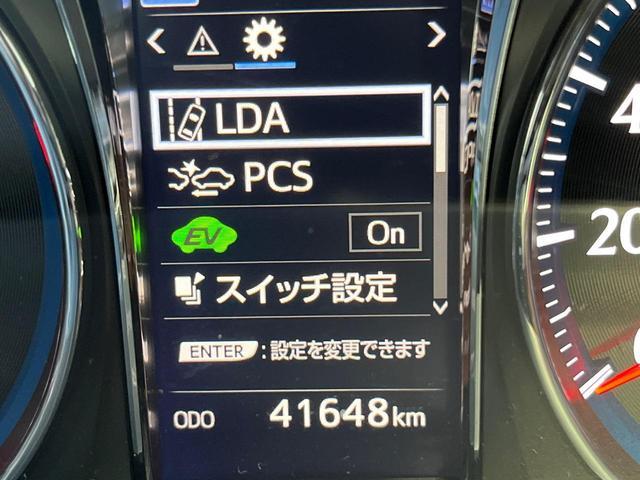 LDA
PCS
EV On
スイッチ設定
ENTER :設定を変更できます
ODO 41648km
20